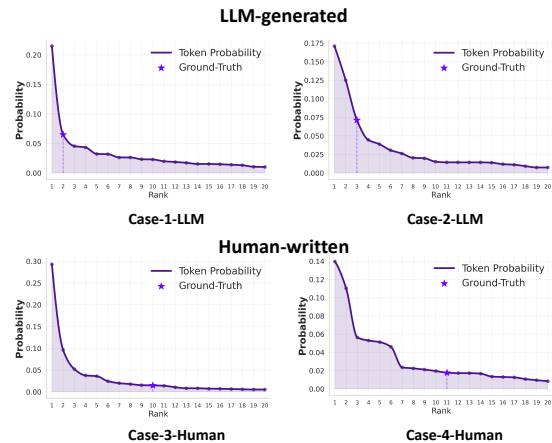 LLM-generated
0.20
0.15
0.10
0.05
0.00
Probability
Token Probability
Ground-Truth
1 2 3 4 5 6 7 8 9 10 11 12 13 14 15 16 17 18 19 20
Rank
Case-1-LLM
0.175
0.150
0.125
0.100
0.075
0.050
0.025
0.000
Probability
Token Probability
Ground-Truth
1 2 3 4 5 6 7 8 9 10 11 12 13 14 15 16 17 18 19 20
Rank
Case-2-LLM
Human-written
0.30
0.25
0.20
0.15
0.10
0.05
0.00
Probability
Token Probability
Ground-Truth
1 2 3 4 5 6 7 8 9 10 11 12 13 14 15 16 17 18 19 20
Rank
Case-3-Human
0.14
0.12
0.10
0.08
0.06
0.04
0.02
0.00
Probability
Token Probability
Ground-Truth
1 2 3 4 5 6 7 8 9 10 11 12 13 14 15 16 17 18 19 20
Rank
Case-4-Human